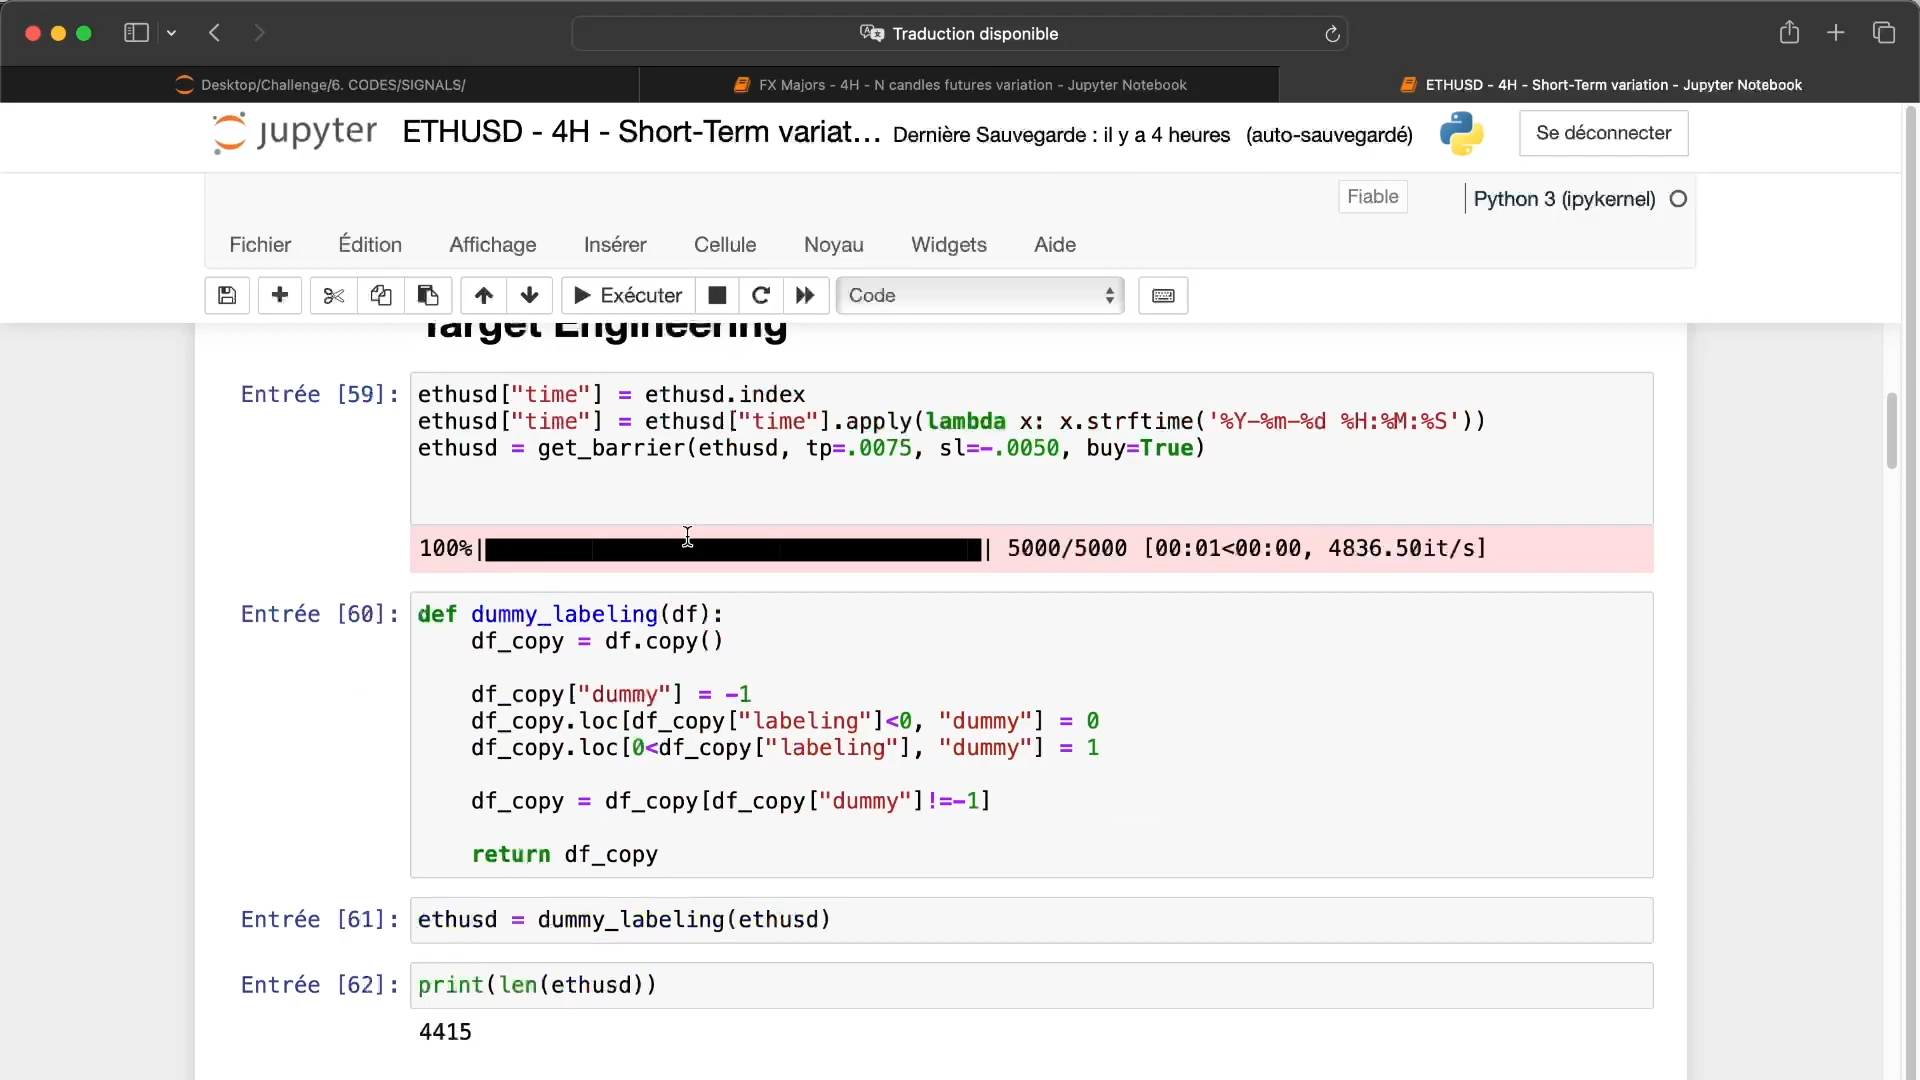 Traduction disponible
Desktop/Challenge/6. CODES/SIGNALS/
FX Majors - 4H - N candles futures variation - Jupyter Notebook
ETHUSD - 4H - Short-Term variation - Jupyter Notebook
jupyter
ETHUSD - 4H - Short-Term variat...
Dernière Sauvegarde : il y a 4 heures
(auto-sauvegardé)
Se déconnecter
Fiable
Python 3 (ipykernel)
Fichier
Édition
Affichage
Insérer
Cellule
Noyau
Widgets
Aide
Exécuter
Code
Target Engineering
Entrée [59]:
ethusd["time"] = ethusd.index
ethusd["time"] = ethusd["time"].apply(lambda x: x.strftime('%Y-%m-%d %H:%M:%S'))
ethusd = get_barrier(ethusd, tp=.0075, sl=-.0050, buy=True)
100%|██████████| 5000/5000 [00:01<00:00, 4836.50it/s]
Entrée [60]:
def dummy_labeling(df):
    df_copy = df.copy()
    df_copy["dummy"] = -1
    df_copy.loc[df_copy["labeling"]<0, "dummy"] = 0
    df_copy.loc[0<df_copy["labeling"], "dummy"] = 1
    df_copy = df_copy[df_copy["dummy"]!=-1]
    return df_copy
Entrée [61]:
ethusd = dummy_labeling(ethusd)
Entrée [62]:
print(len(ethusd))
4415